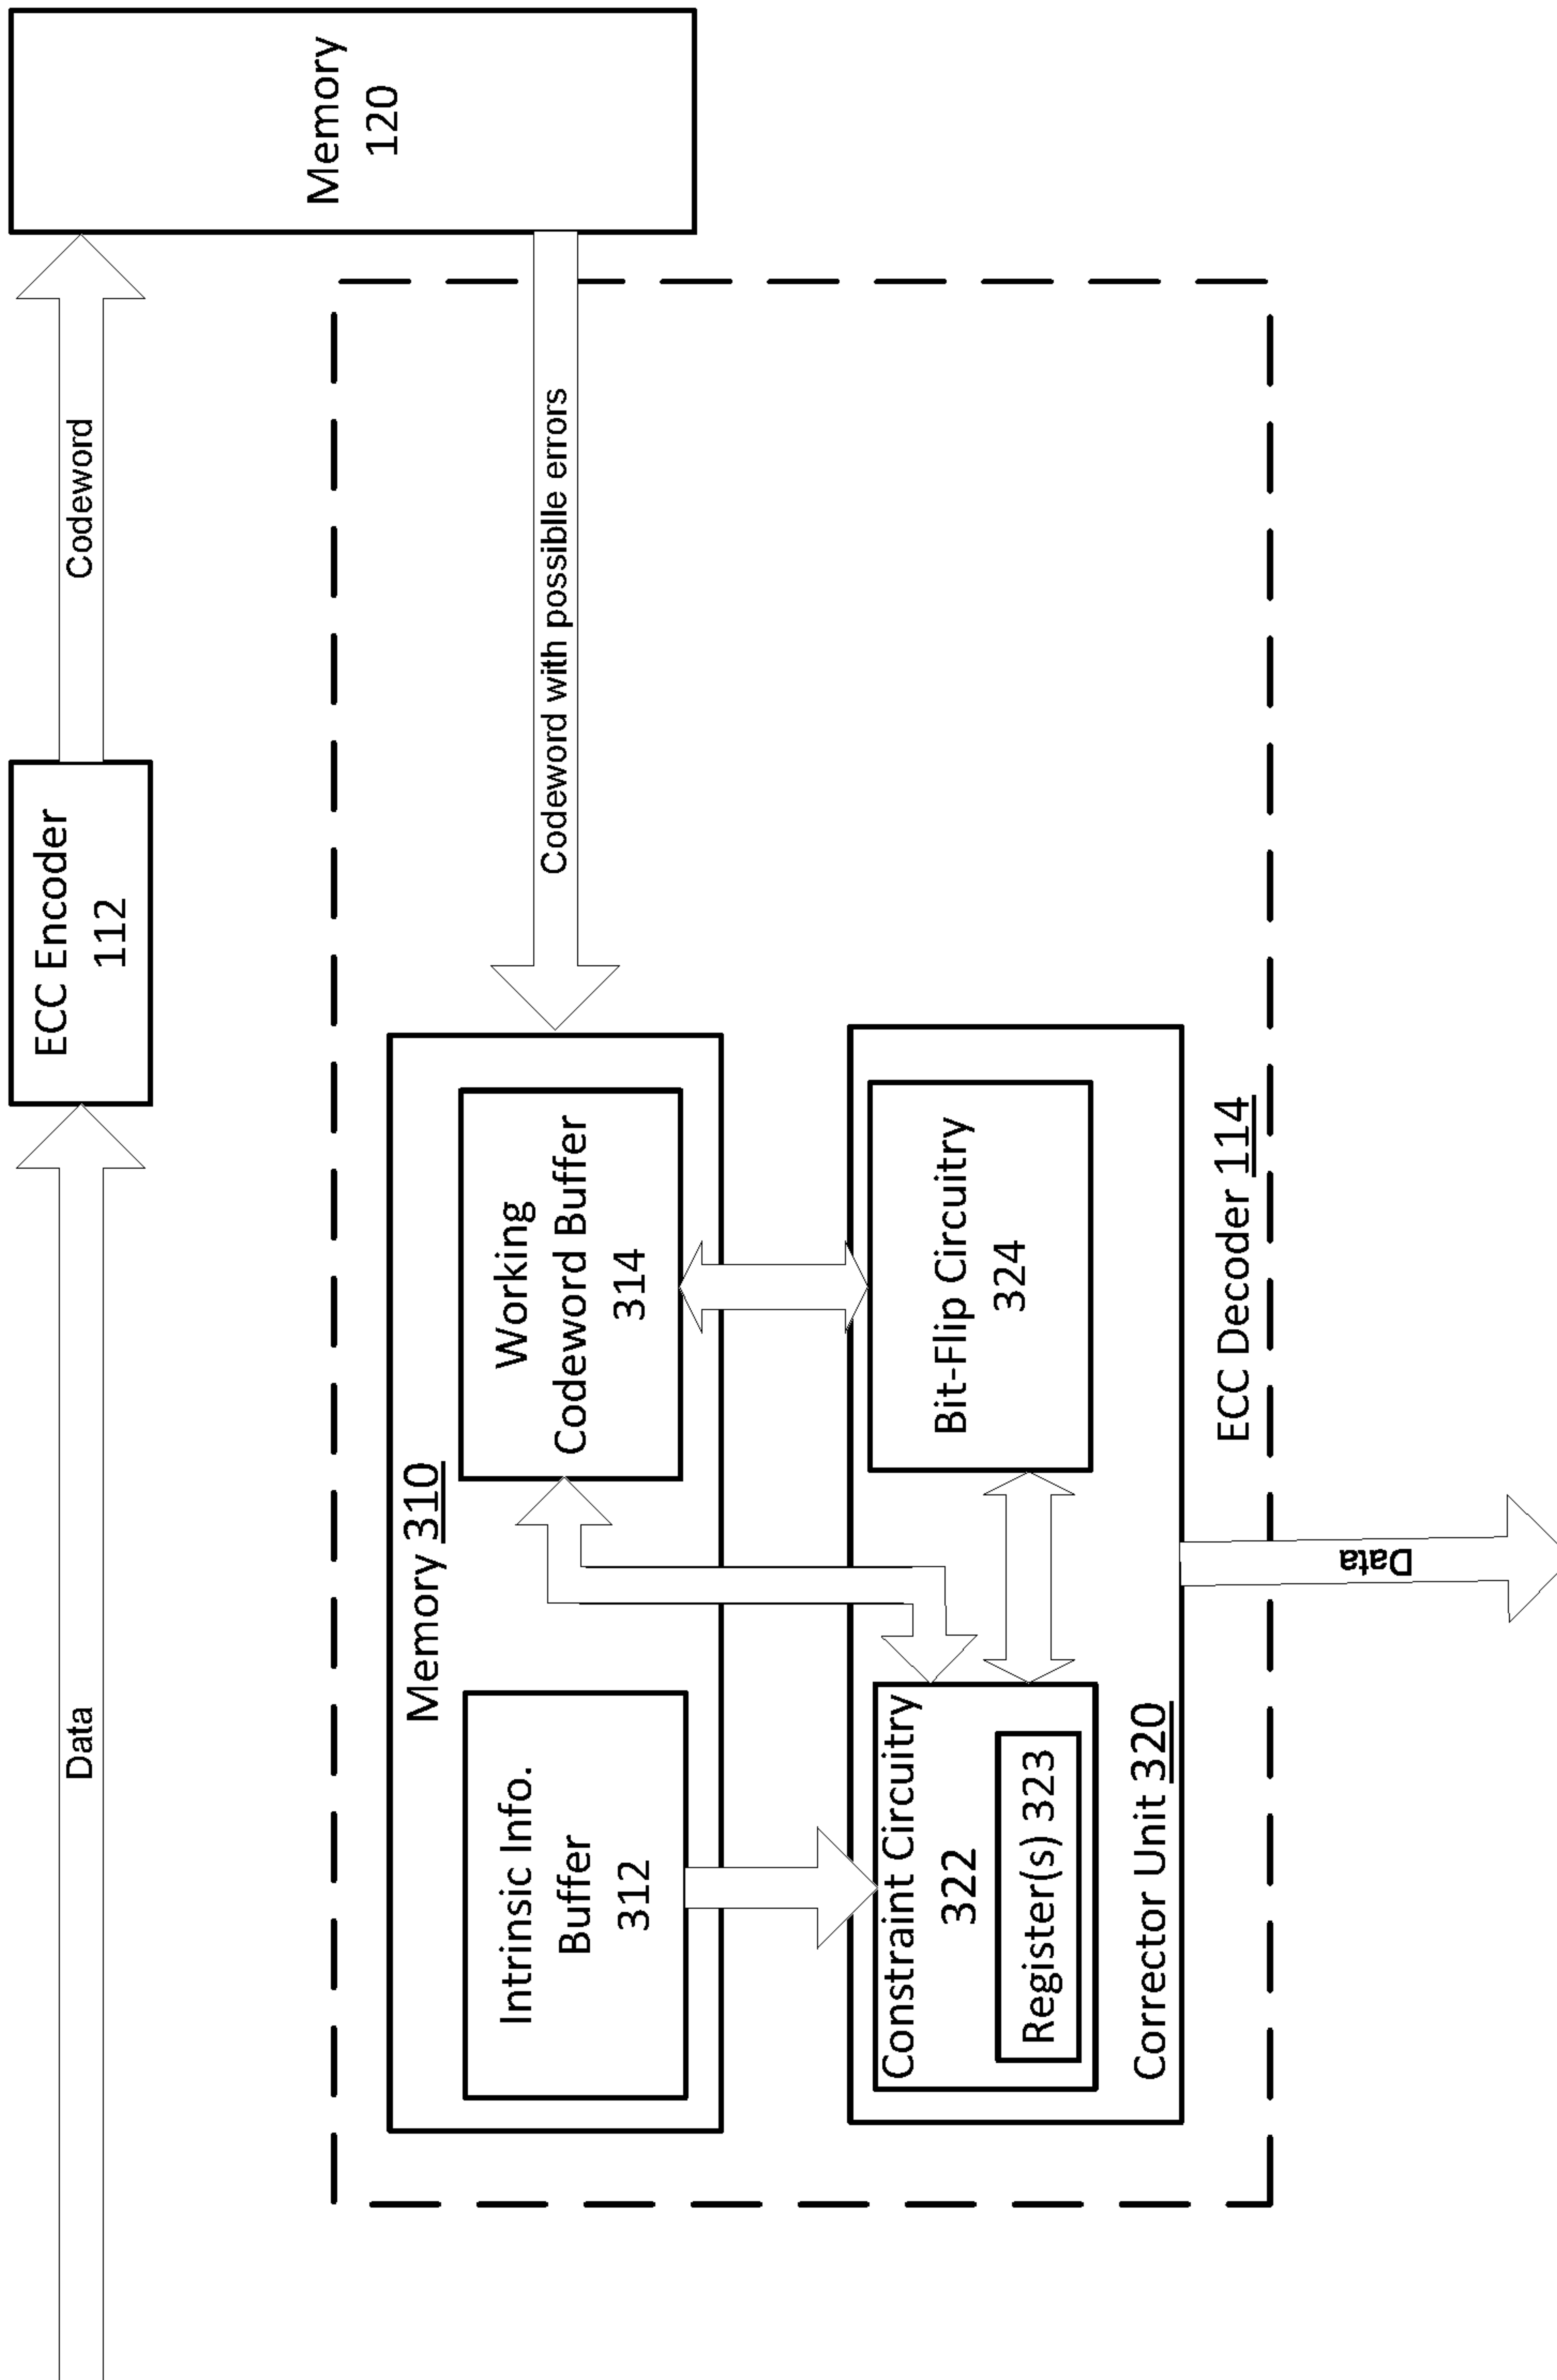 Data
ECC Encoder
112
Codeword
Memory
120
Codeword with possiblle errors
Memory 310
Intrinsic Info.
Buffer
312
Working
Codeword Buffer
314
Constraint Circuitry
322
Register(s) 323
Bit-Flip Circuitry
324
Corrector Unit 320
ECC Decoder 114
Data